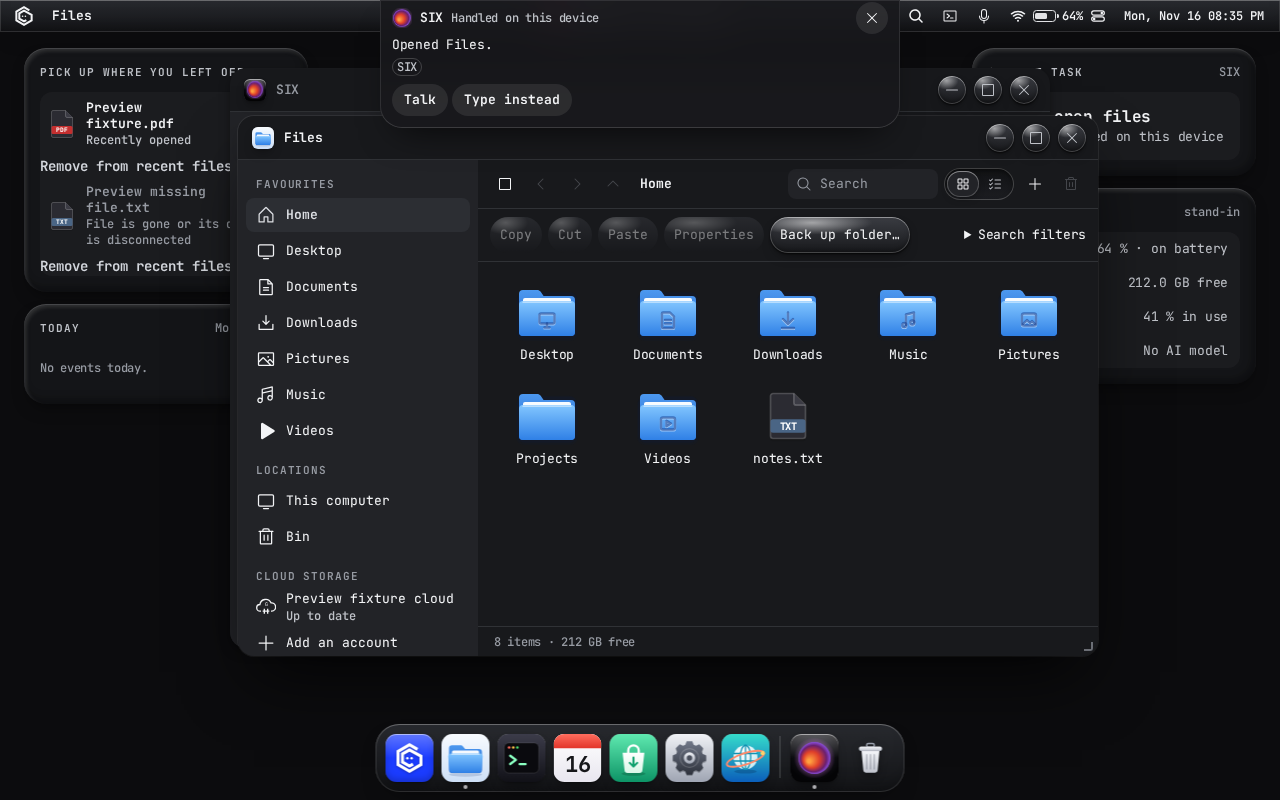 Files
64%
Mon, Nov 16 08:35 PM
SIX Handled on this device
Opened Files.
SIX
Talk
Type instead
PICK UP WHERE YOU LEFT OFF
Preview
fixture.pdf
Recently opened
Remove from recent files
Preview missing
file.txt
File is gone or its
is disconnected
Remove from recent files
TODAY
No events today.
SIX
TASK
SIX
files
on this device
stand-in
64 % · on battery
212.0 GB free
41 % in use
No AI model
Files
FAVOURITES
Home
Desktop
Documents
Downloads
Pictures
Music
Videos
LOCATIONS
This computer
Bin
CLOUD STORAGE
Preview fixture cloud
Up to date
Add an account
Home
Search
Copy
Cut
Paste
Properties
Back up folder…
Search filters
Desktop
Documents
Downloads
Music
Pictures
Projects
Videos
TXT
notes.txt
8 items · 212 GB free
PDF
TXT
16